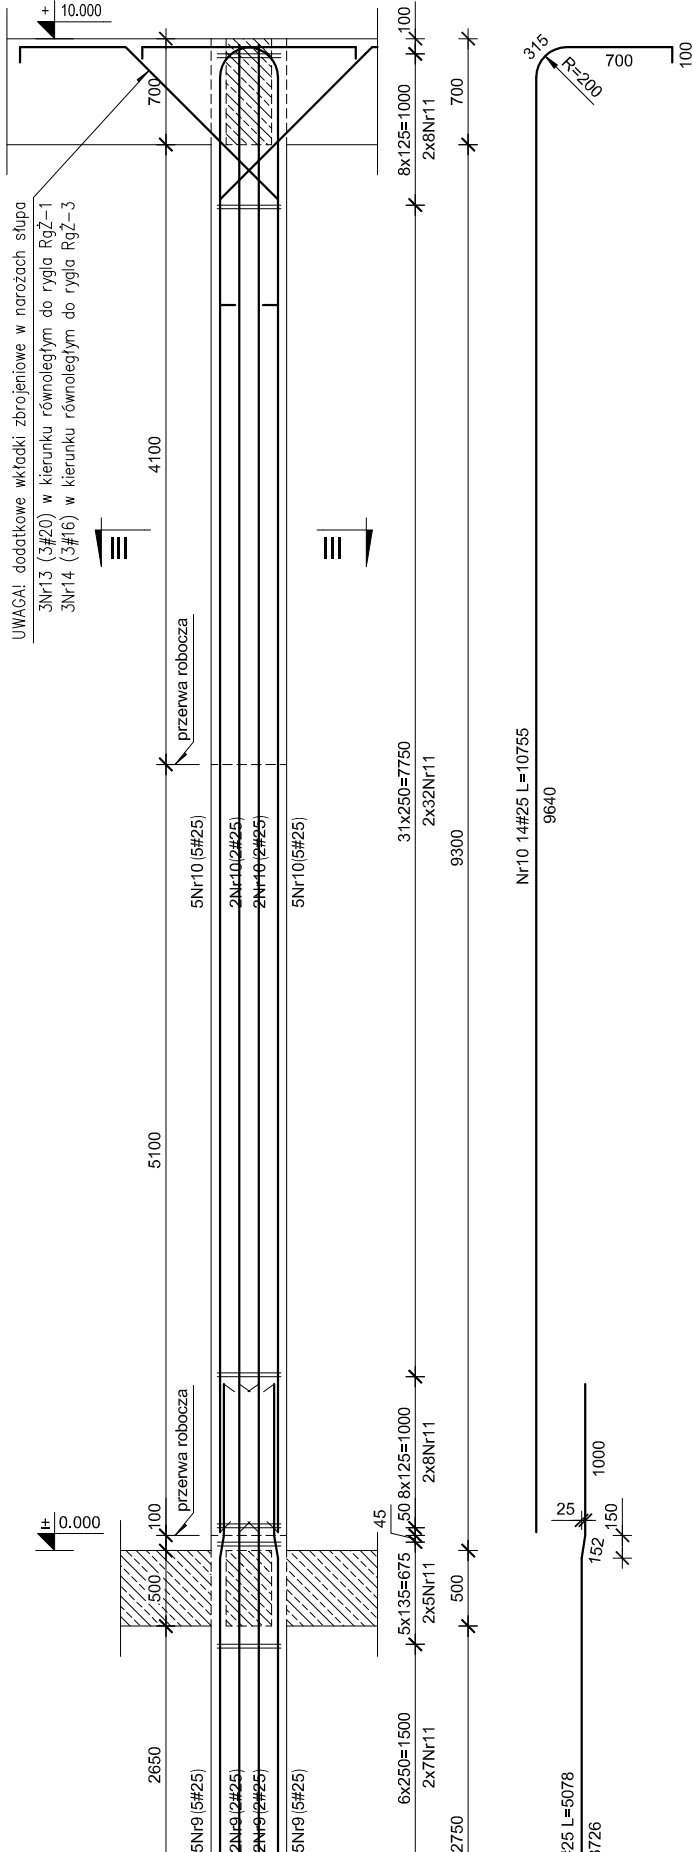 +
10.000
100
700
8x125=1000
2x8Nr11
700
315
R=200
700
100
UWAGA! dodatkowe wkładki zbrojeniowe w narożach słupa
3Nr13 (3#20) w kierunku równoległym do rygla RgŻ-1
3Nr14 (3#16) w kierunku równoległym do rygla RgŻ-3
4100
III
III
przerwa robocza
5Nr10 (5#25)
2Nr10(2#25)
2Nr10 (2#25)
5Nr10(5#25)
31x250=7750
2x32Nr11
9300
Nr10 14#25 L=10755
9640
5100
przerwa robocza
8x125=1000
2x8Nr11
50
45
1000
25
150
152
0.000
100
500
5x135=675
2x5Nr11
500
2650
6x250=1500
2x7Nr11
2750
5Nr9 (5#25)
2Nr9 (2#25)
2Nr9 (2#25)
5Nr9 (5#25)
#25 L=5078
3726